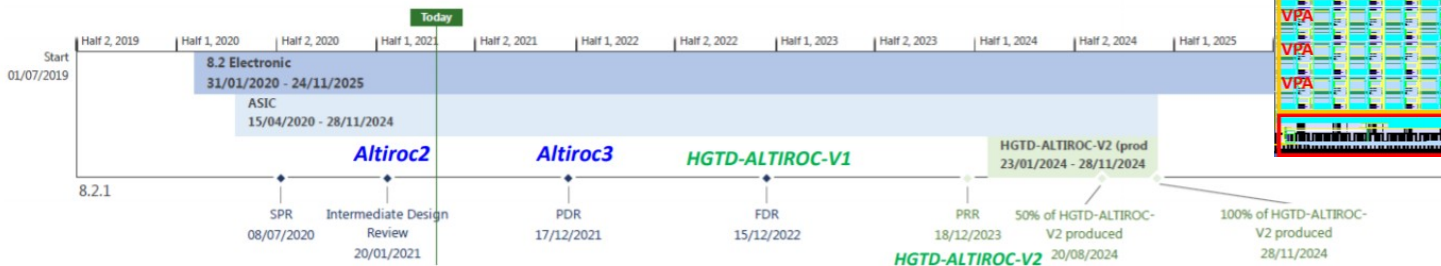 Today
Half 2, 2019
Half 1, 2020
Half 2, 2020
Half 1, 2021
Half 2, 2021
Half 1, 2022
Half 2, 2022
Half 1, 2023
Half 2, 2023
Half 1, 2024
Half 2, 2024
Half 1, 2025
Start
01/07/2019
8.2 Electronic
31/01/2020 - 24/11/2025
ASIC
15/04/2020 - 28/11/2024
HGTD-ALTIROC-V2 (prod
23/01/2024 - 28/11/2024
Altiroc2
Altiroc3
HGTD-ALTIROC-V1
8.2.1
SPR
08/07/2020
Intermediate Design
Review
20/01/2021
PDR
17/12/2021
FDR
15/12/2022
PRR
18/12/2023
HGTD-ALTIROC-V2
50% of HGTD-ALTIROC-
V2 produced
20/08/2024
100% of HGTD-ALTIROC-
V2 produced
28/11/2024
VPA
VPA
VPA